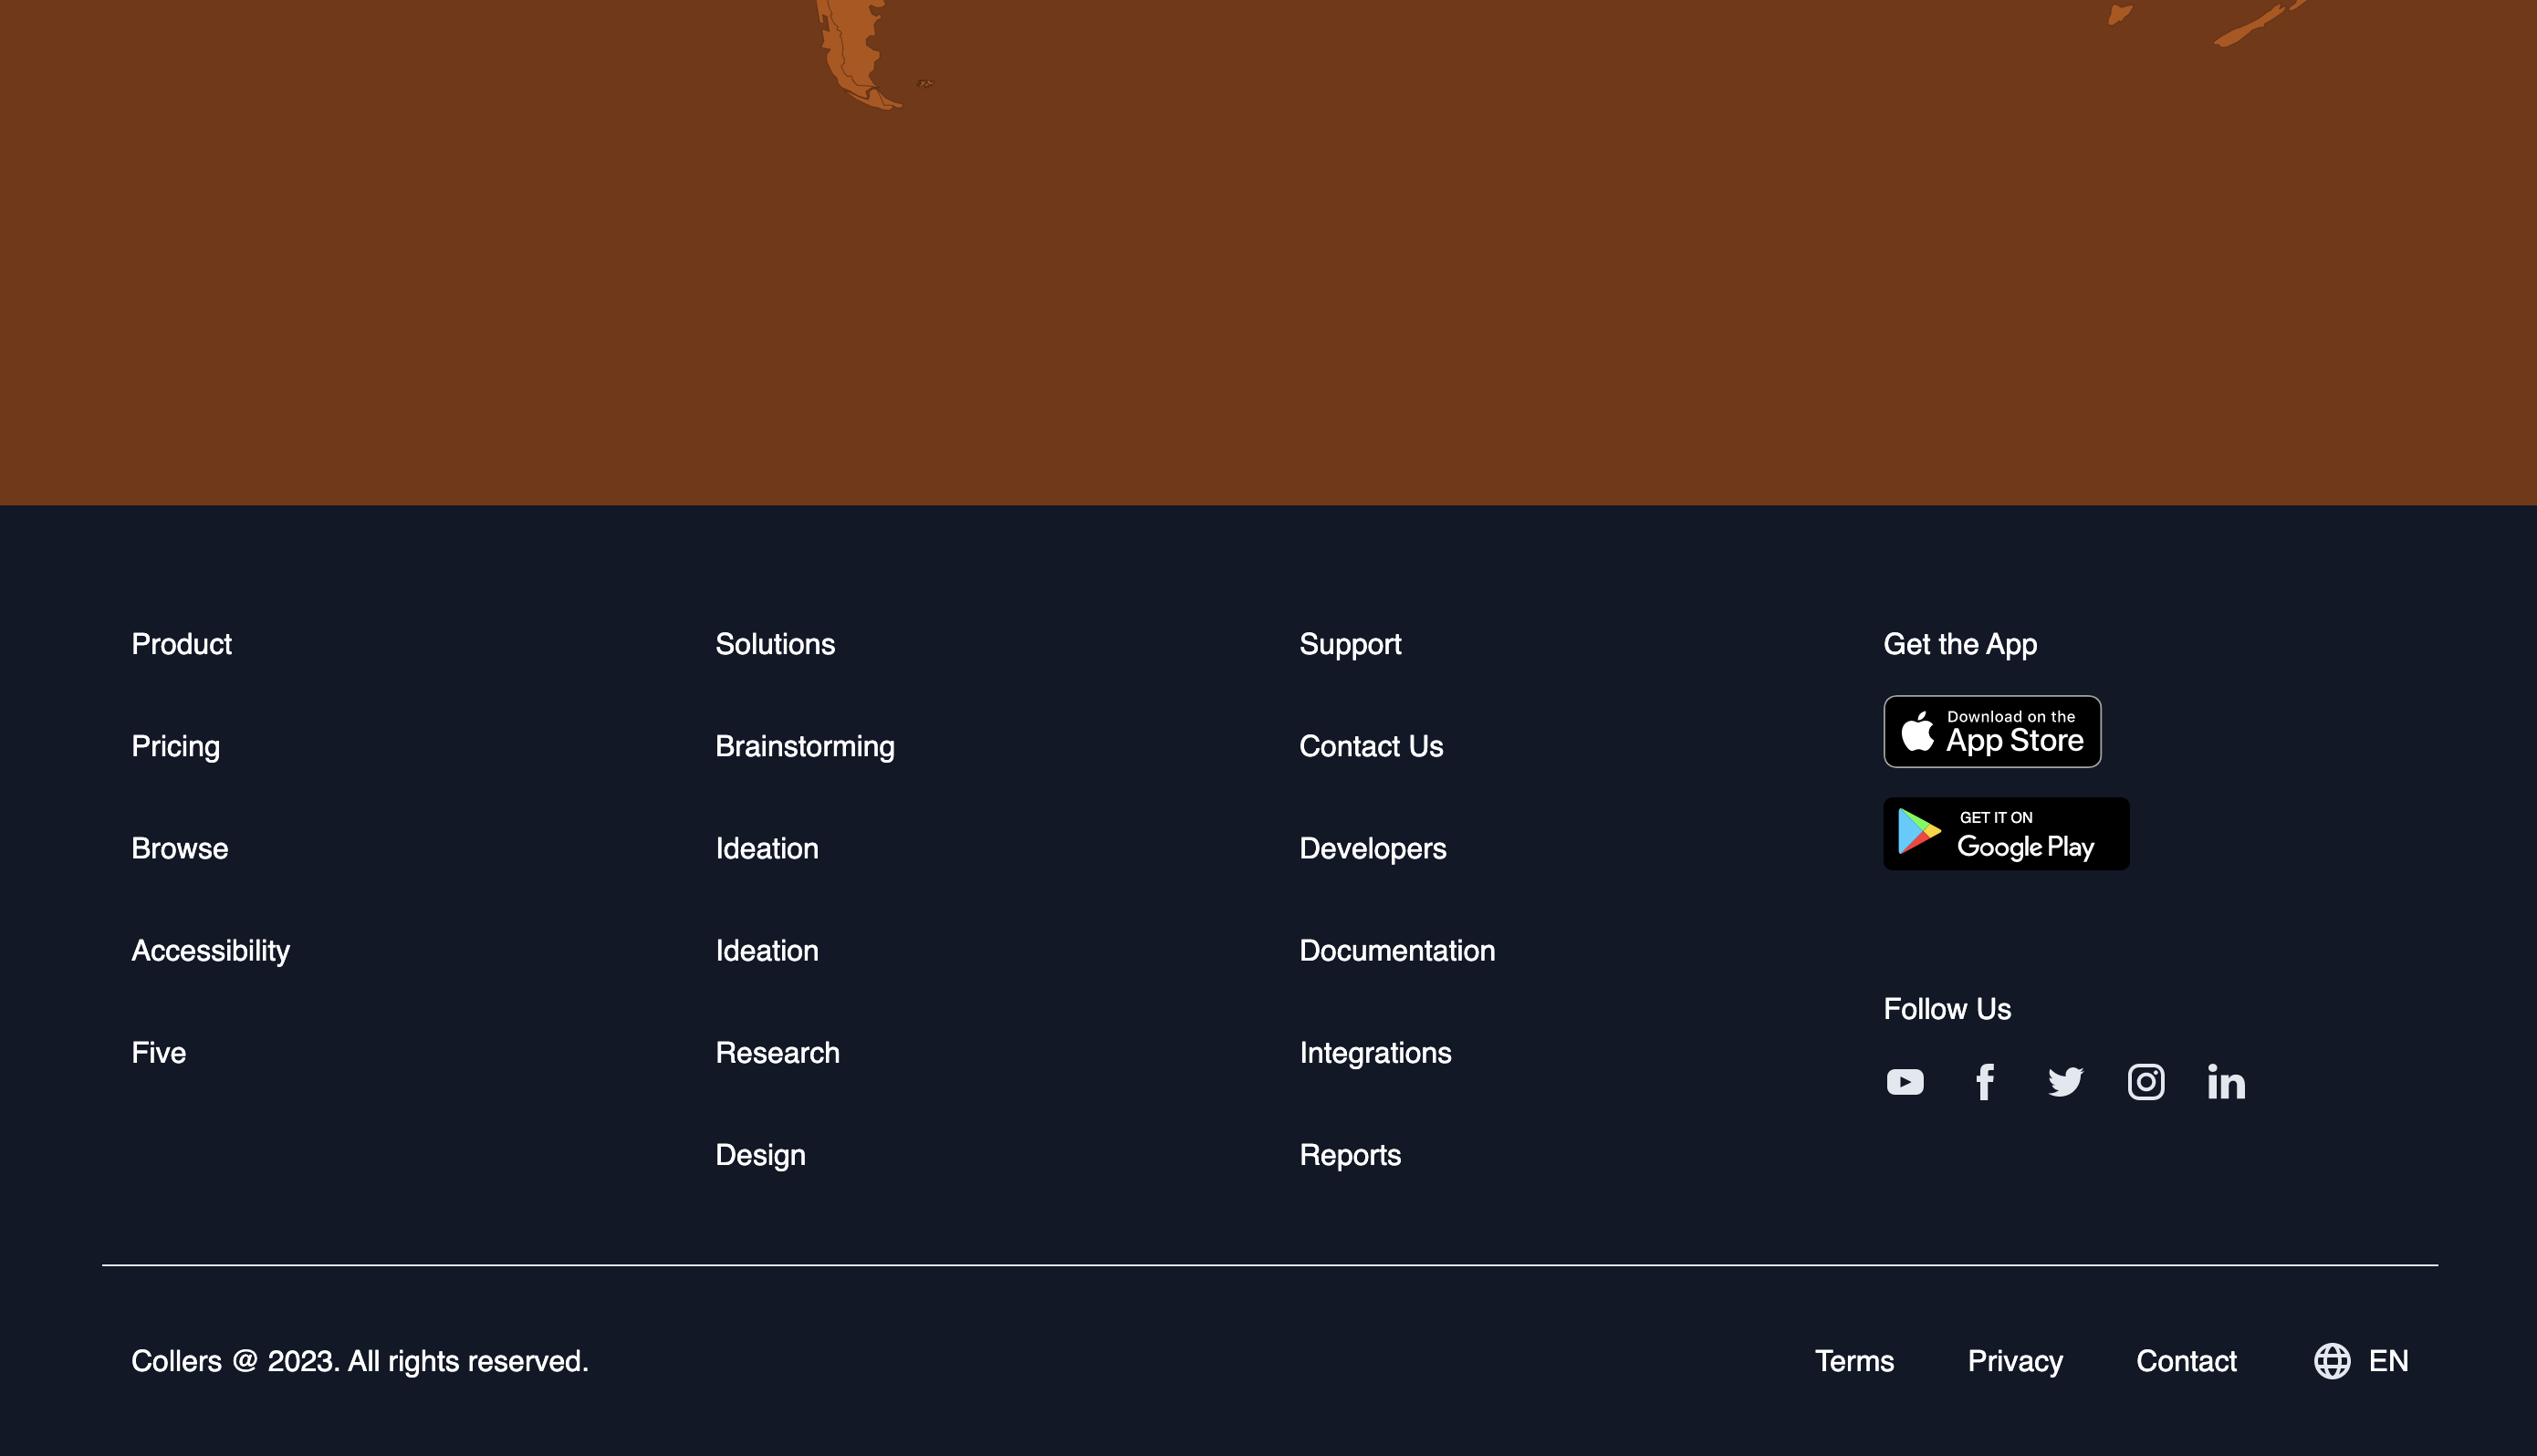 Product
Pricing
Browse
Accessibility
Five
Solutions
Brainstorming
Ideation
Ideation
Research
Design
Support
Contact Us
Developers
Documentation
Integrations
Reports
Get the App
Download on the
App Store
GET IT ON
Google Play
Follow Us
Collers @ 2023. All rights reserved.
Terms
Privacy
Contact
EN